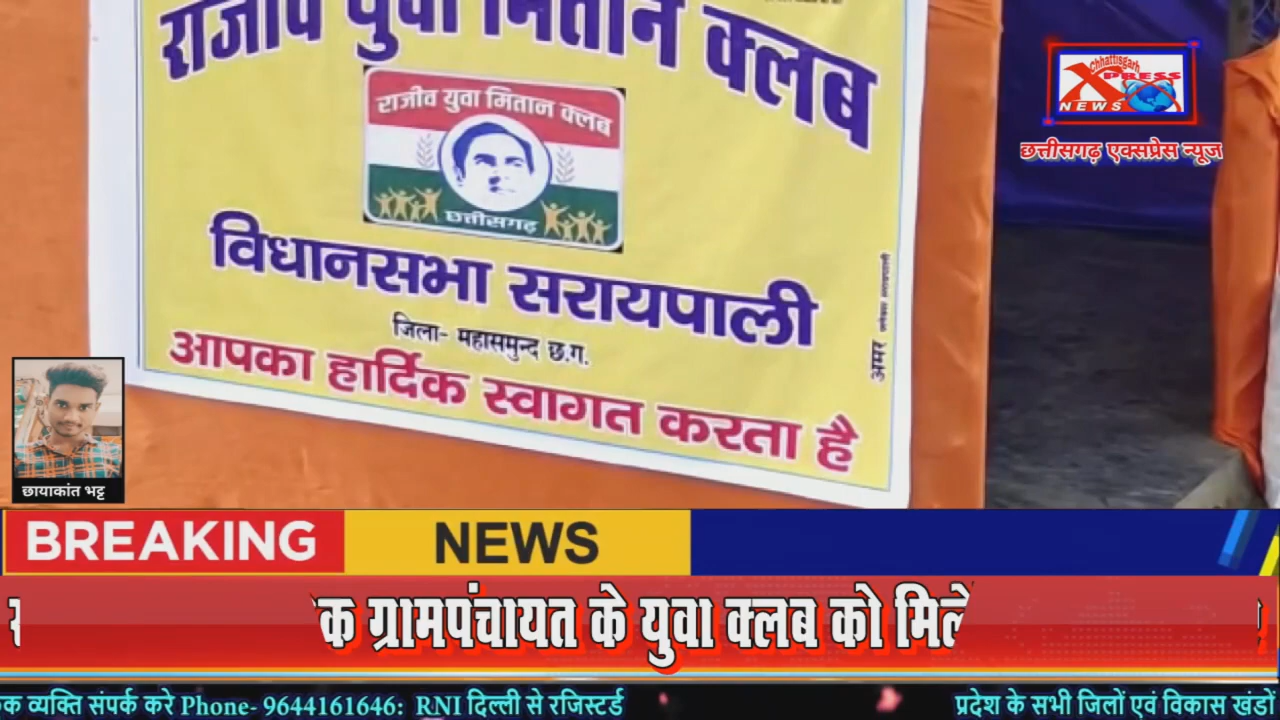 राजीव युवा मितान क्लब
राजीव युवा मितान क्लब
छत्तीसगढ़
विधानसभा सरायपाली
जिला- महासमुन्द छ.ग.
आपका हार्दिक स्वागत करता है
अमर
Chhattisgarh
XPRESS
NEWS
छत्तीसगढ़ एक्सप्रेस न्यूज
छायाकांत भट्ट
BREAKING NEWS
क ग्रामपंचायत के युवा क्लब को मिले
क व्यक्ति संपर्क करे Phone- 9644161646: RNI दिल्ली से रजिस्टर्ड
प्रदेश के सभी जिलों एवं विकास खंडों